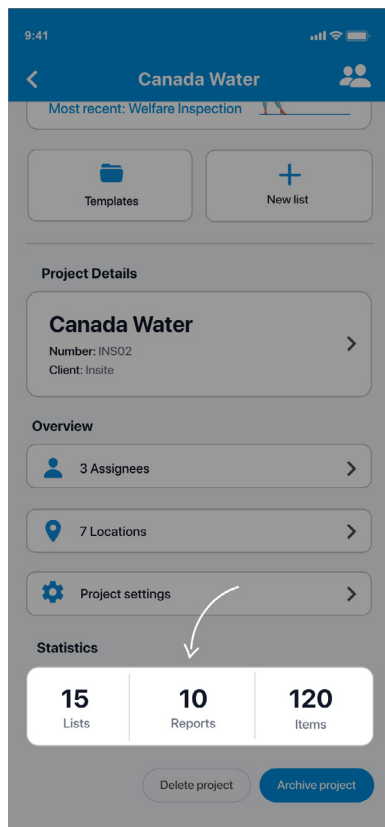 9:41
Canada Water
Most recent: Welfare Inspection
Templates
New list
Project Details
Canada Water
Number: INS02
Client: Insite
Overview
3 Assignees
7 Locations
Project settings
Statistics
15 10 120
Lists Reports Items
Delete project Archive project